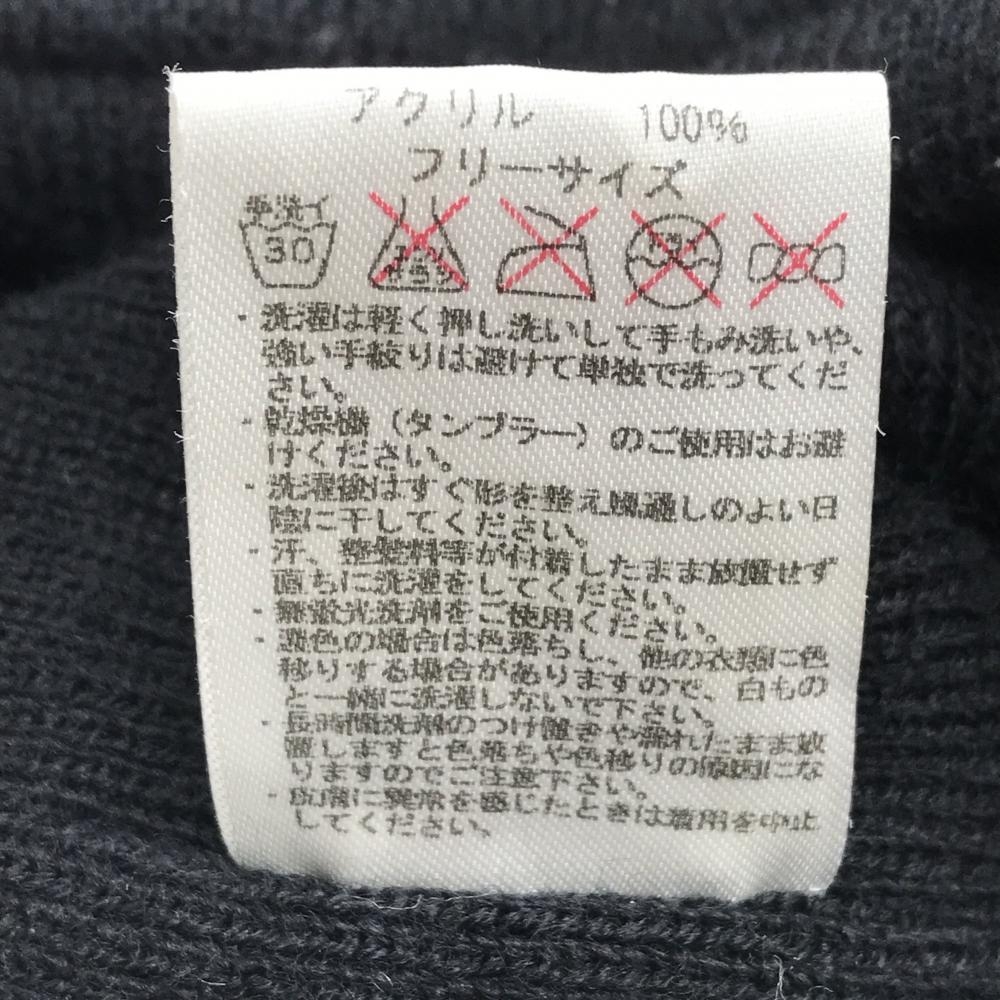 アクリル 100%
フリーサイズ
手洗イ
30
・洗濯は軽く押し洗いして手もみ洗いや、
強い手絞りは避けて単独で洗ってくだ
さい。
・乾燥機（タンブラー）のご使用はお避
けください。
・洗濯後はすぐ形を整え風通しのよい日
陰に干してください。
・汗、整髪料等が付着したまま放置せず
直ちに洗濯をしてください。
・無蛍光洗剤をご使用ください。
・濃色の場合は色落ちし、他の衣類に色
移りする場合がありますので、白もの
と一緒に洗濯しないで下さい。
・長時間洗剤のつけ置きや濡れたまま放
置しますと色落ちや色移りの原因にな
りますのでご注意下さい。
・皮膚に異常を感じたときは着用を中止
してください。